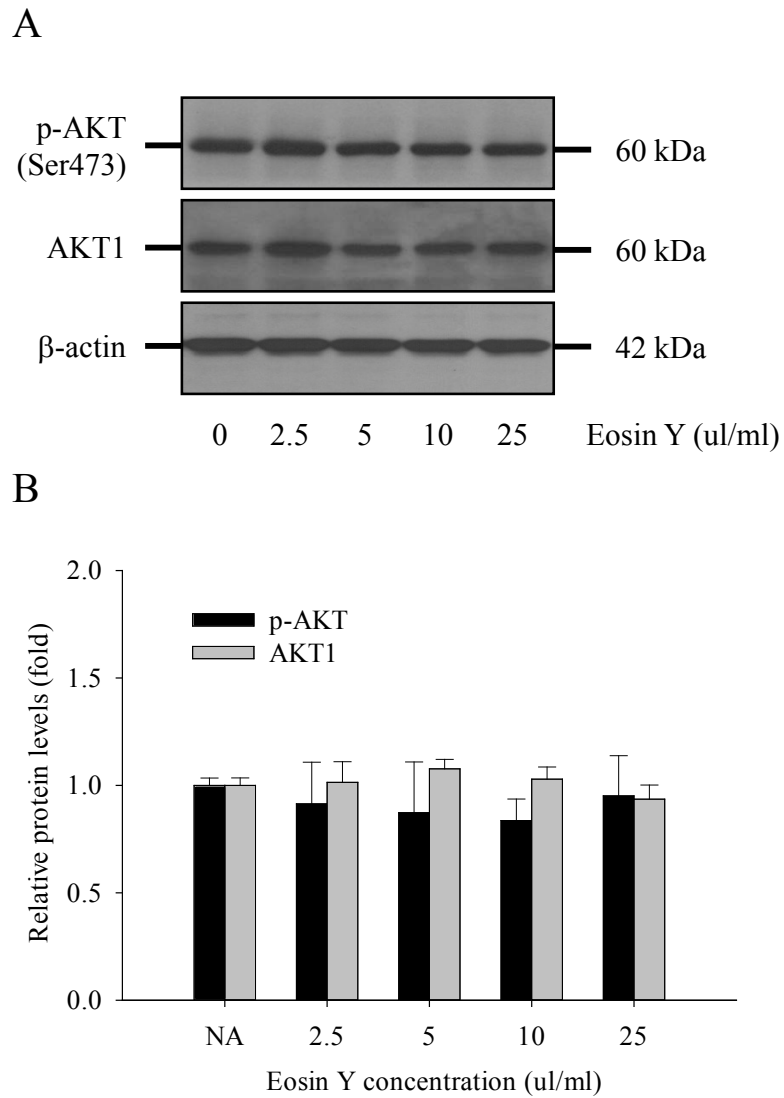 A
p-AKT
(Ser473)
60 kDa
AKT1
60 kDa
β-actin
42 kDa
0 2.5 5 10 25 Eosin Y (ul/ml)
B
2.0
1.5
1.0
0.5
0.0
Relative protein levels (fold)
p-AKT
AKT1
NA 2.5 5 10 25
Eosin Y concentration (ul/ml)